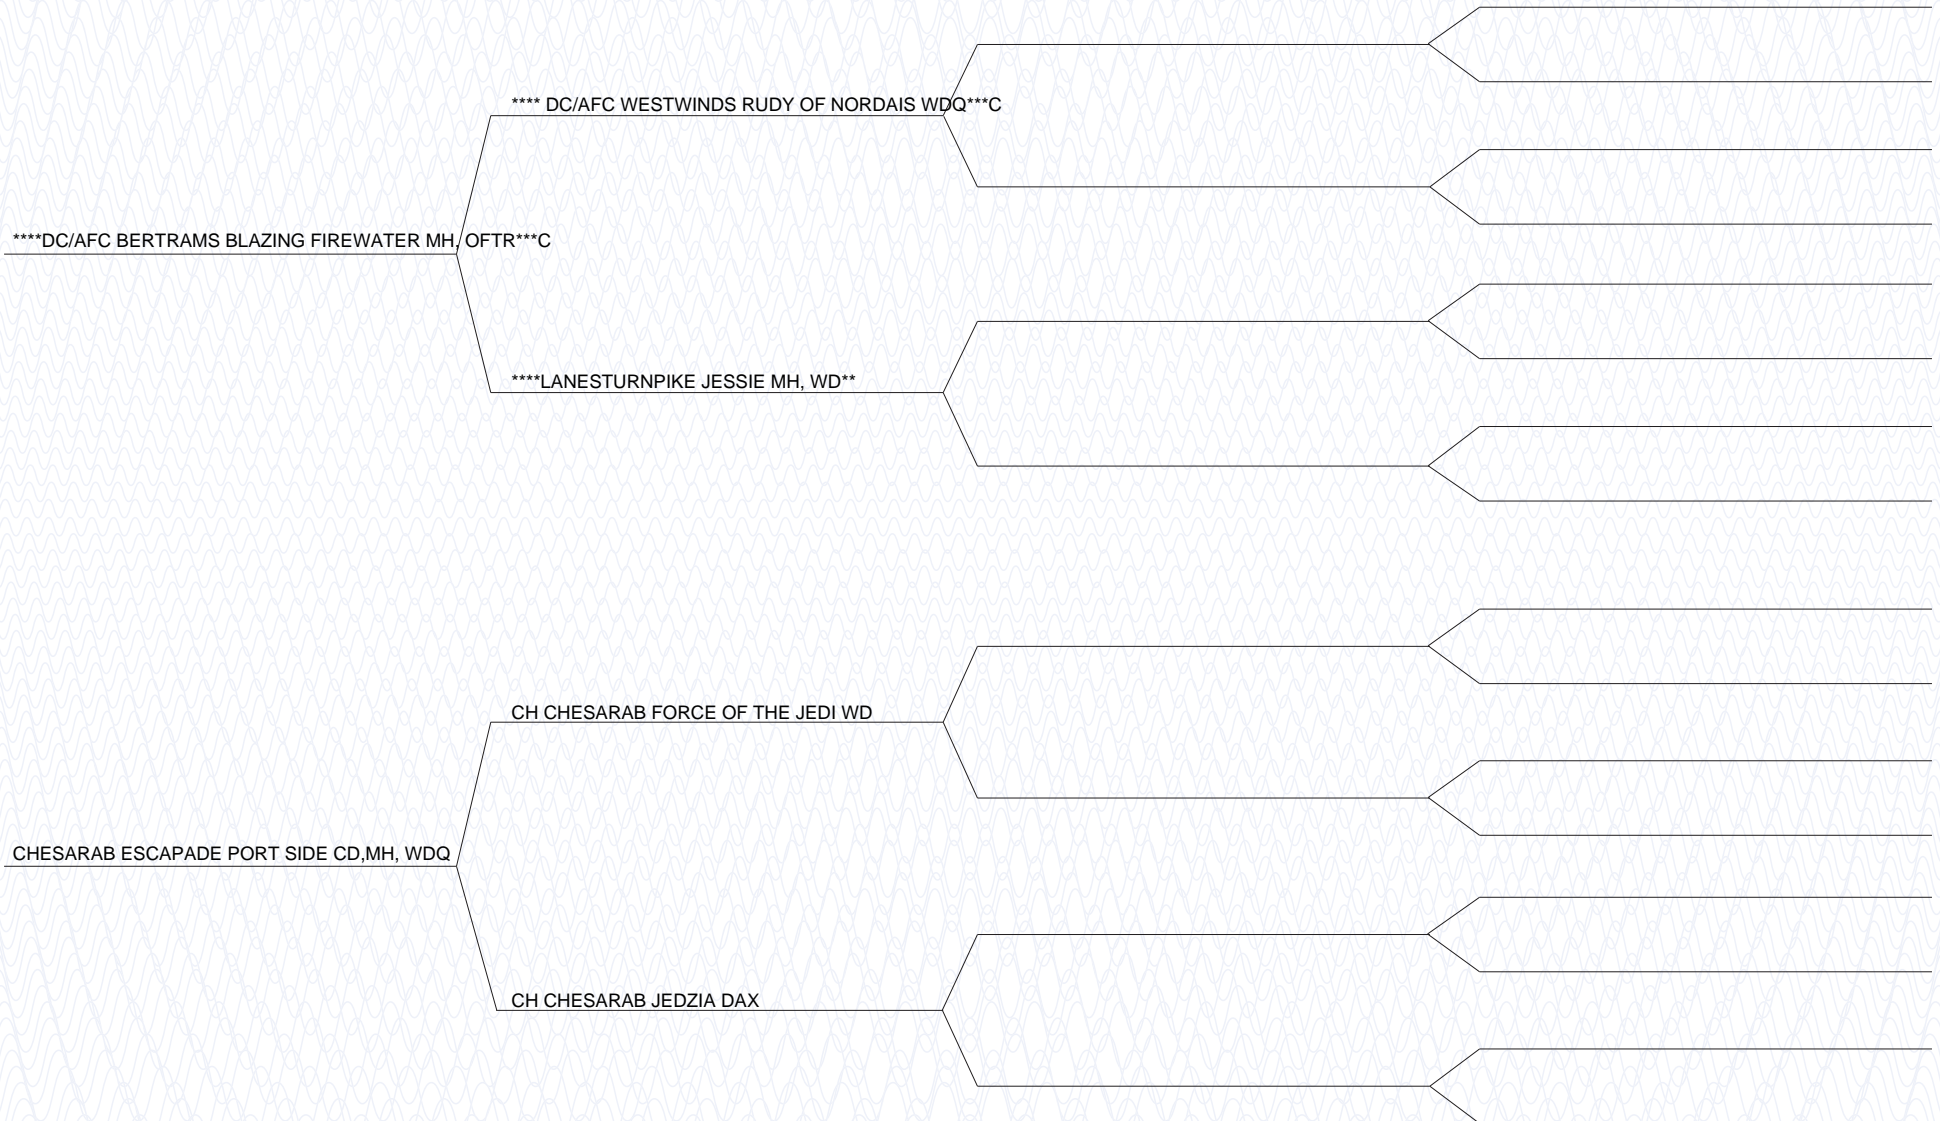 **** DC/AFC WESTWINDS RUDY OF NORDAIS WDQ***C
****DC/AFC BERTRAMS BLAZING FIREWATER MH, OFTR***C
****LANESTURNPIKE JESSIE MH, WD**
CH CHESARAB FORCE OF THE JEDI WD
CHESARAB ESCAPADE PORT SIDE CD,MH, WDQ
CH CHESARAB JEDZIA DAX